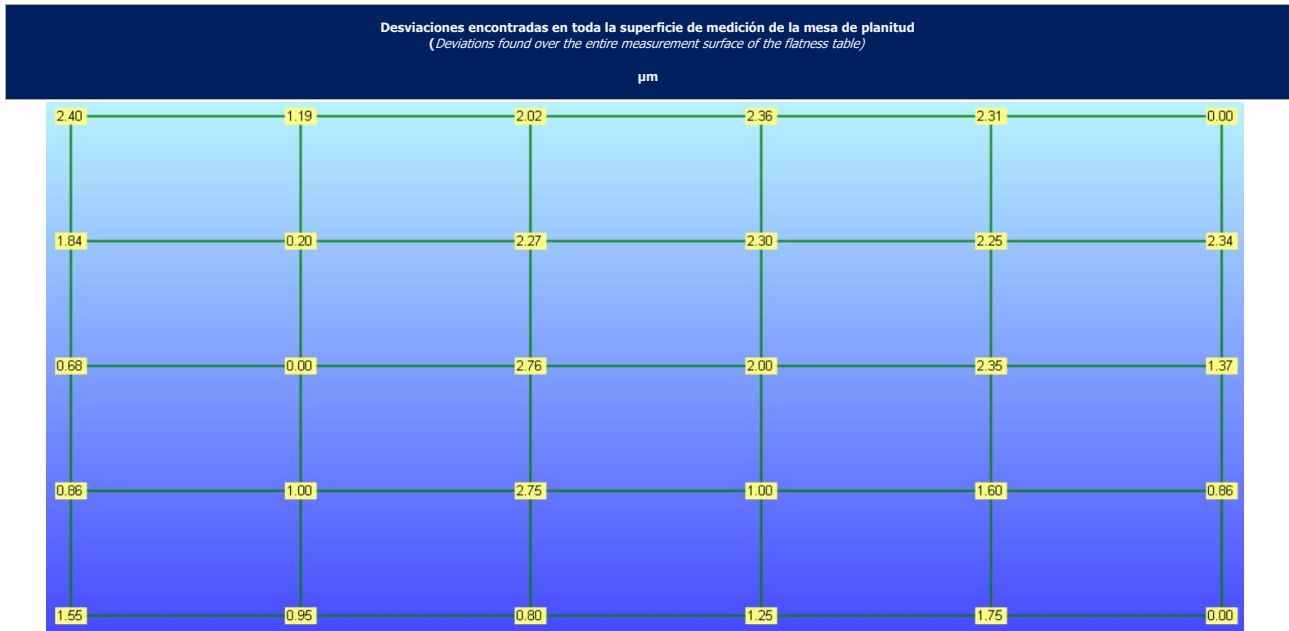 Desviaciones encontradas en toda la superficie de medición de la mesa de planitud
(Deviations found over the entire measurement surface of the flatness table)
µm
2.40 1.19 2.02 2.36 2.31 0.00
1.84 0.20 2.27 2.30 2.25 2.34
0.68 0.00 2.76 2.00 2.35 1.37
0.86 1.00 2.75 1.00 1.60 0.86
1.55 0.95 0.80 1.25 1.75 0.00